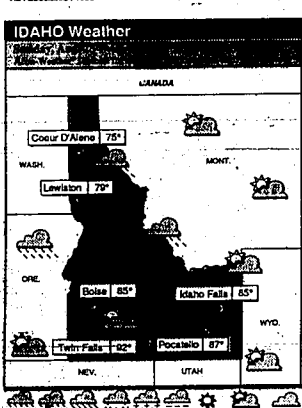 IDAHO Weather
CANADA
Coeur D'Alene 75°
WASH.
MONT.
Lewiston 79°
ORE.
Boise 85°
Idaho Falls 85°
WYO.
Twin Falls 92°
Pocatello 87°
NEV.
UTAH